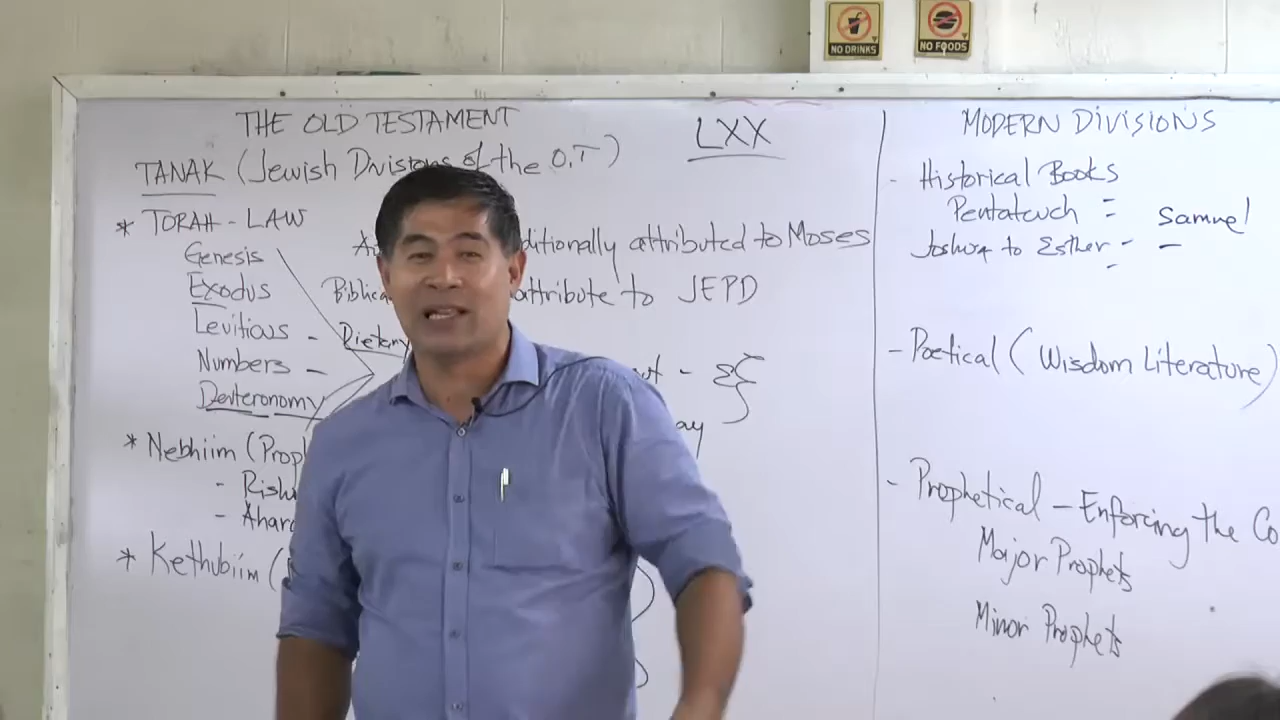 NO DRINKS
NO FOODS
THE OLD TESTAMENT
TANAK (Jewish Divisions of the O.T)
* TORAH - LAW
Genesis
Exodus
Leviticus - Dietary
Numbers -
Deuteronomy
ditionally attributed to Moses
attribute to JEPD
* Nebhiim (Prop
- Rish
- Ahar
* Kethubiim (
LXX
MODERN DIVISIONS
- Historical Books
Pentateuch = Samuel
Joshua to Esther - -
- Poetical (Wisdom Literature)
- Prophetical - Enforcing the Co
Major Prophets
Minor Prophets